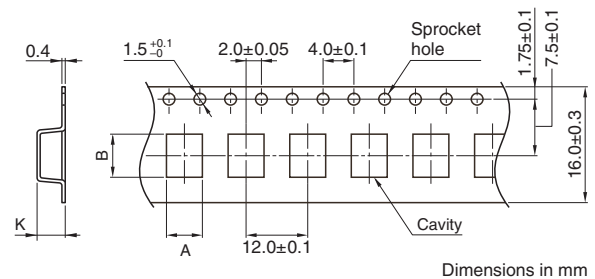 0.4
1.5 +0.1 −0
2.0±0.05
4.0±0.1
Sprocket
hole
1.75±0.1
7.5±0.1
16.0±0.3
B
K
A
12.0±0.1
Cavity
Dimensions in mm